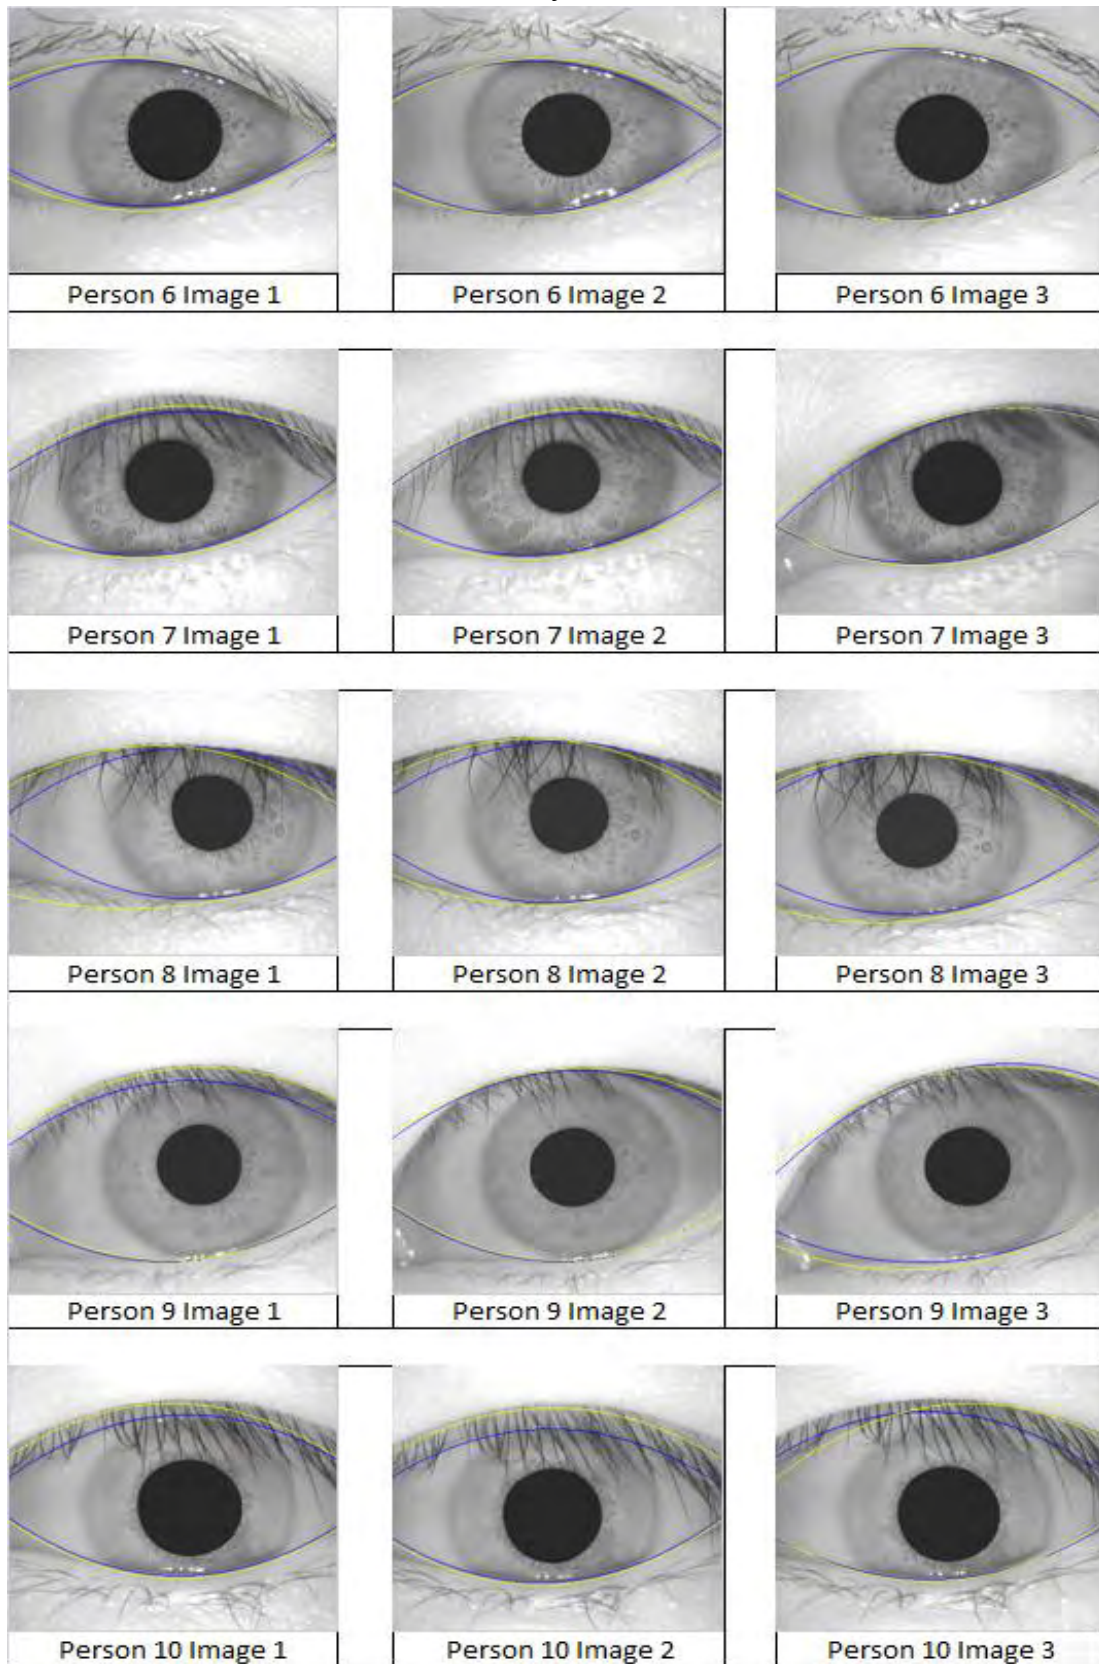 Person 6 Image 1
Person 6 Image 2
Person 6 Image 3
Person 7 Image 1
Person 7 Image 2
Person 7 Image 3
Person 8 Image 1
Person 8 Image 2
Person 8 Image 3
Person 9 Image 1
Person 9 Image 2
Person 9 Image 3
Person 10 Image 1
Person 10 Image 2
Person 10 Image 3